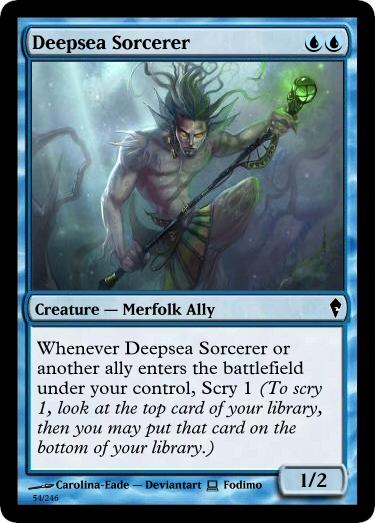 Deepsea Sorcerer
Creature — Merfolk Ally
Whenever Deepsea Sorcerer or
another ally enters the battlefield
under your control, Scry 1 (To scry
1, look at the top card of your library,
then you may put that card on the
bottom of your library.)
1/2
Carolina-Eade — Deviantart Fodimo
54/246